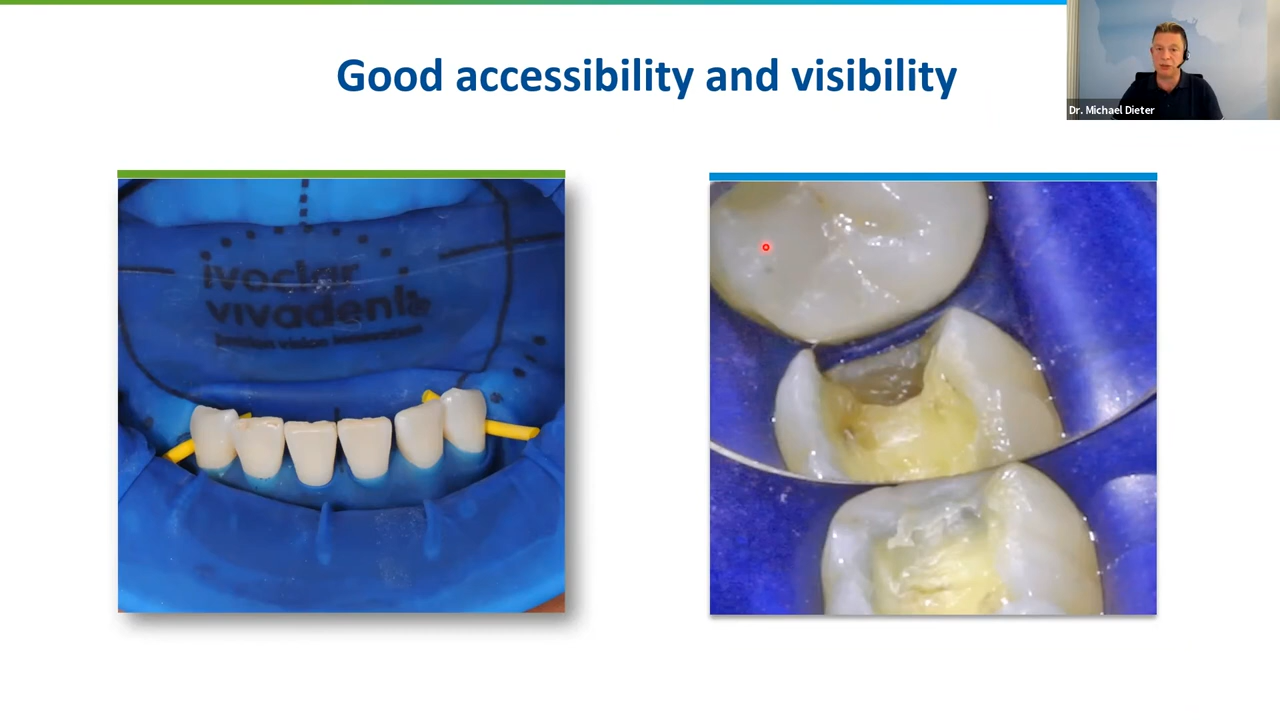 Good accessibility and visibility
Dr. Michael Dieter
ivoclar
vivadent